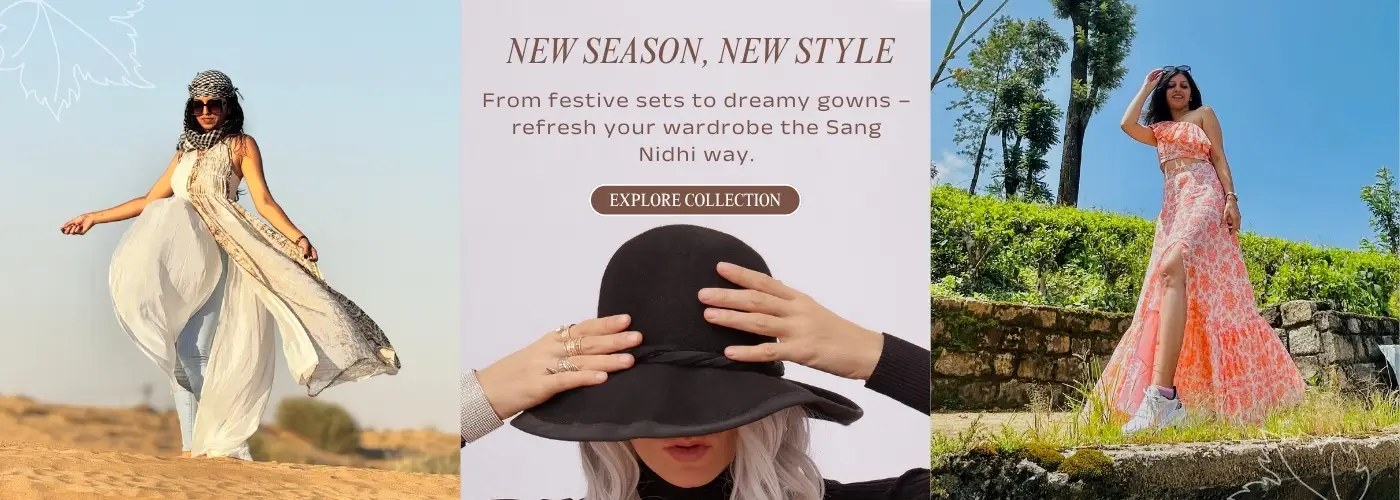 NEW SEASON, NEW STYLE
From festive sets to dreamy gowns –
refresh your wardrobe the Sang
Nidhi way.
EXPLORE COLLECTION